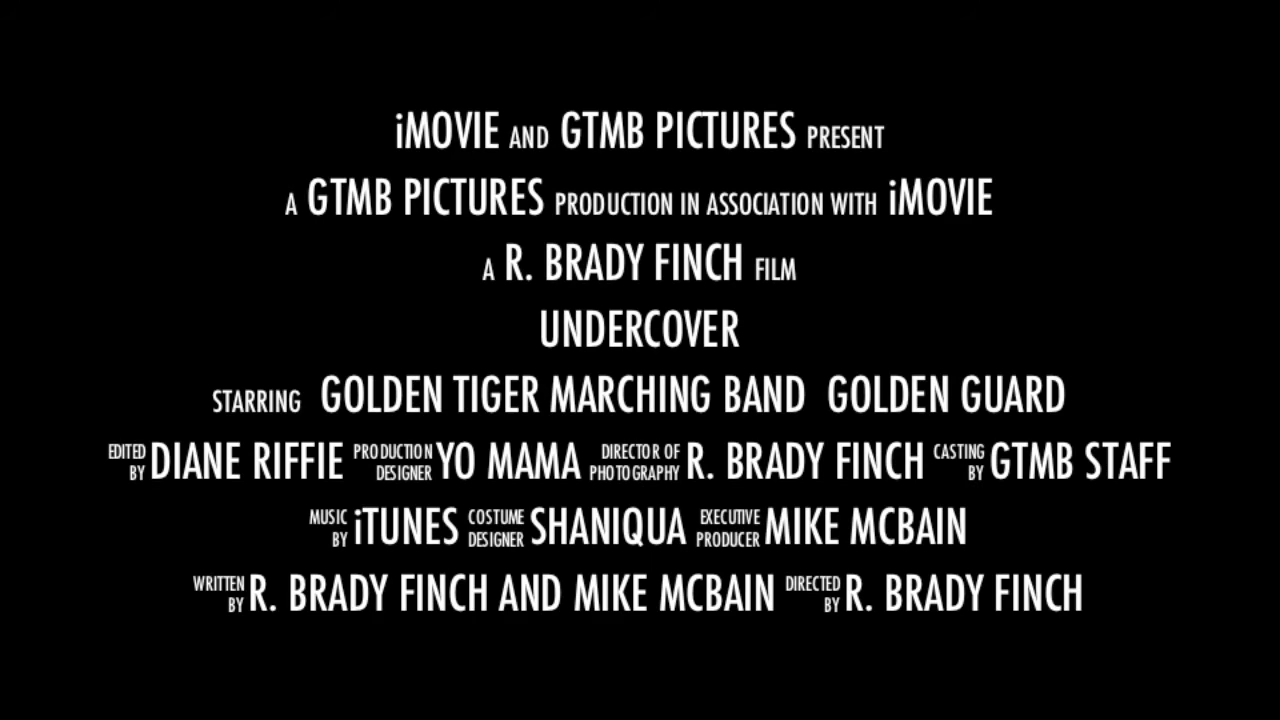 iMOVIE AND GTMB PICTURES PRESENT
A GTMB PICTURES PRODUCTION IN ASSOCIATION WITH iMOVIE
A R. BRADY FINCH FILM
UNDERCOVER
STARRING GOLDEN TIGER MARCHING BAND GOLDEN GUARD
EDITED BY DIANE RIFFIE PRODUCTION DESIGNER YO MAMA DIRECTOR OF PHOTOGRAPHY R. BRADY FINCH CASTING BY GTMB STAFF
MUSIC BY iTUNES COSTUME DESIGNER SHANIQUA EXECUTIVE PRODUCER MIKE MCBAIN
WRITTEN BY R. BRADY FINCH AND MIKE MCBAIN DIRECTED BY R. BRADY FINCH